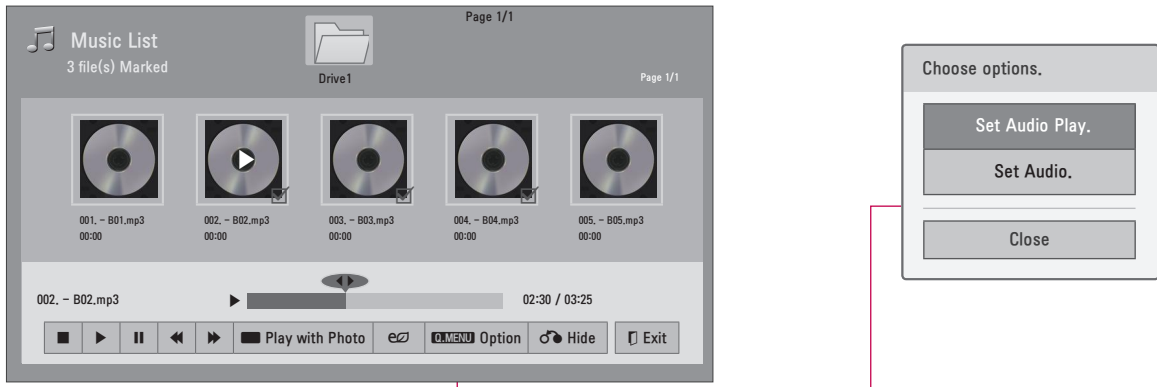 Page 1/1
Music List
3 file(s) Marked
Drive1
Page 1/1
001. - B01.mp3
00:00
002. - B02.mp3
00:00
003. - B03.mp3
00:00
004. - B04.mp3
00:00
005. - B05.mp3
00:00
002. - B02.mp3
02:30 / 03:25
Play with Photo
Q.MENU Option
Hide
Exit
Choose options.
Set Audio Play.
Set Audio.
Close